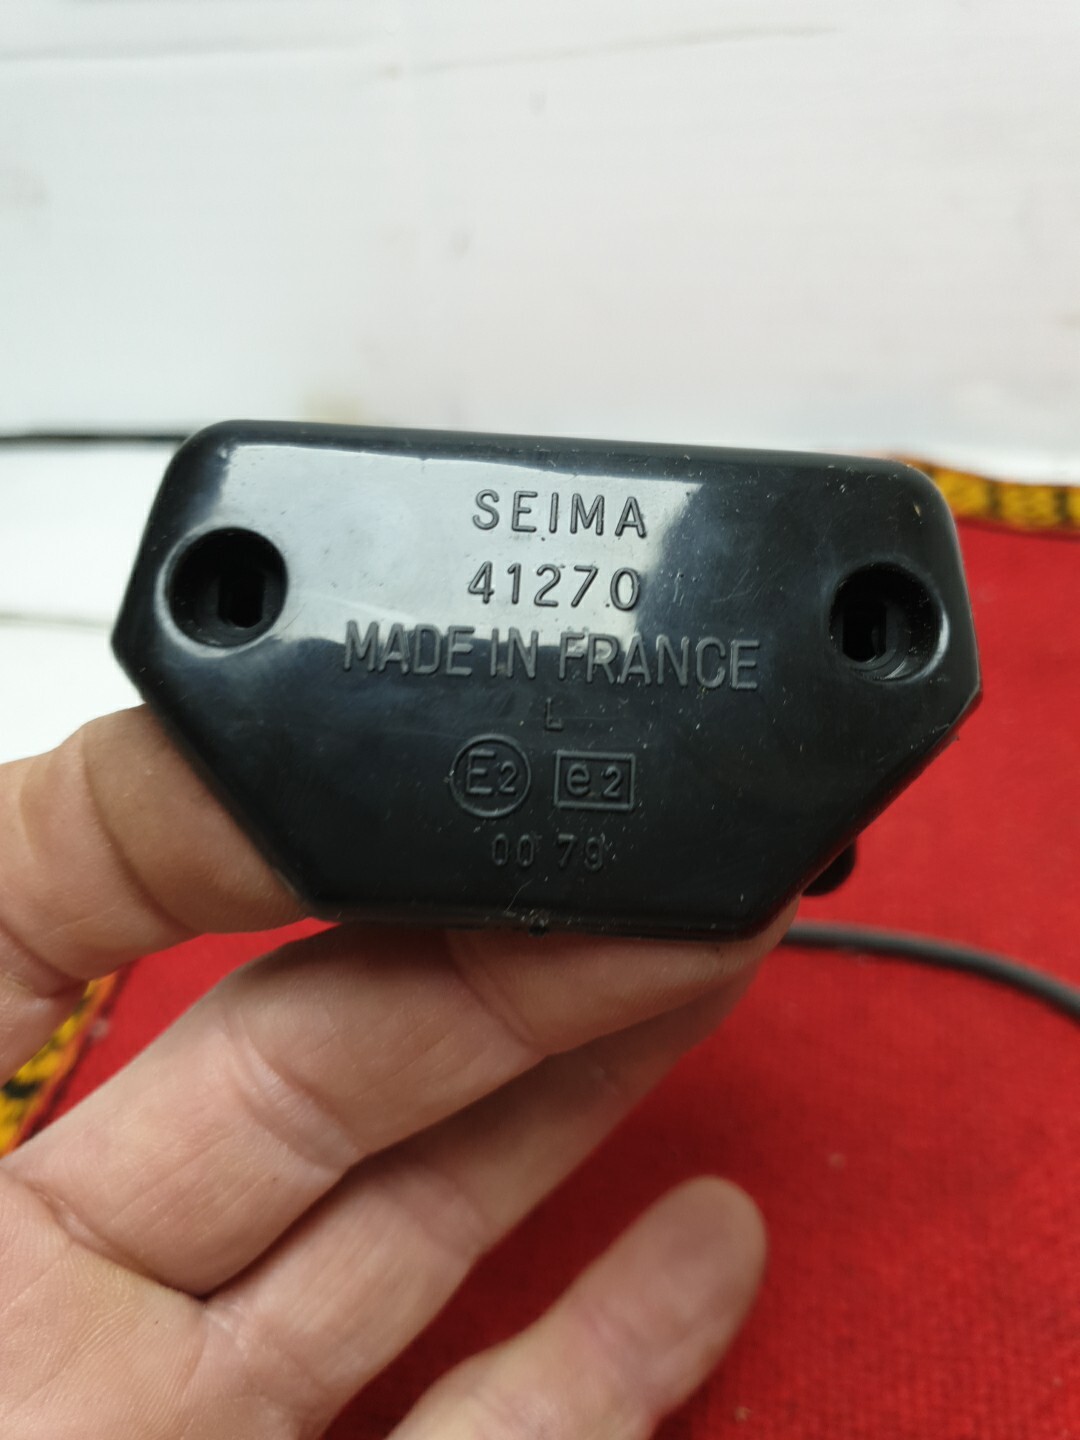 SEIMA
41270
MADE IN FRANCE
L
E2 e2
00 79